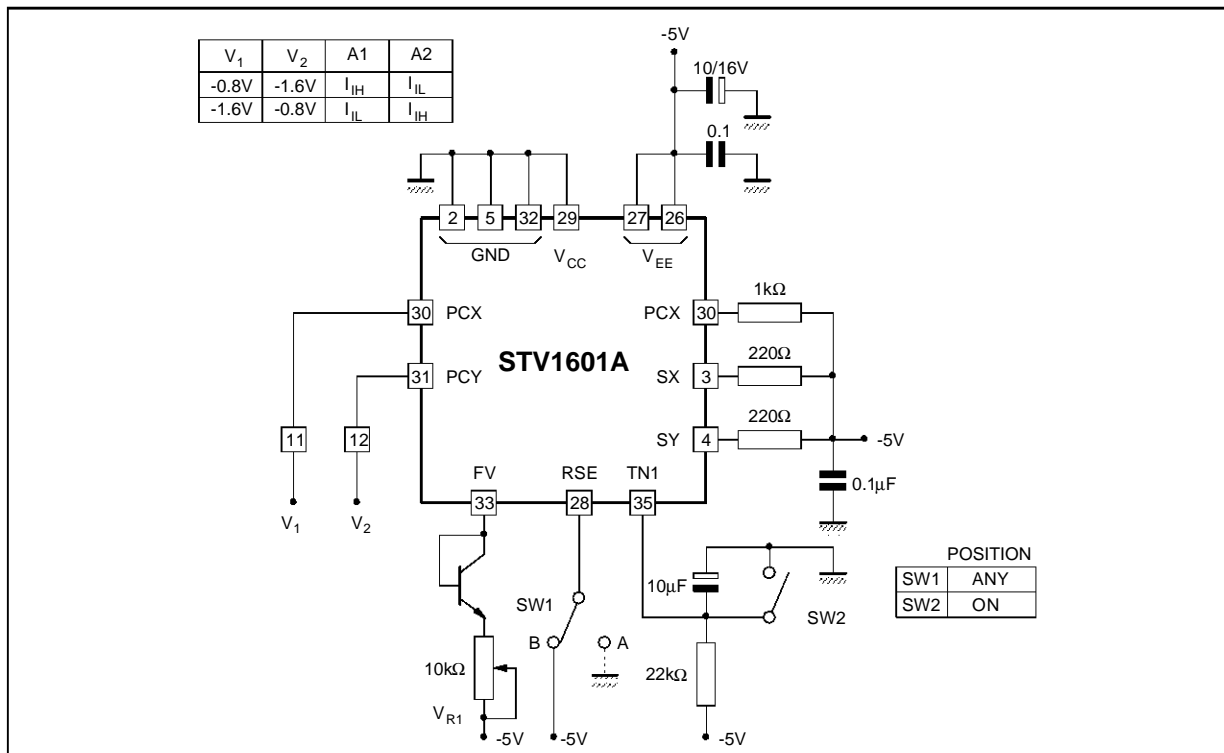 -5V
V1 V2 A1 A2
-0.8V -1.6V IIH IIL
-1.6V -0.8V IIL IIH
10/16V
0.1
2 5 32 29 27 26
GND VCC VEE
30 PCX
PCX 30 1kΩ
STV1601A
31 PCY
SX 3 220Ω
SY 4 220Ω
-5V
11 12
0.1µF
FV RSE TN1
33 28 35
V1 V2
POSITION
SW1 ANY
SW2 ON
10µF
SW1
SW2
B A
10kΩ
22kΩ
VR1
-5V -5V -5V